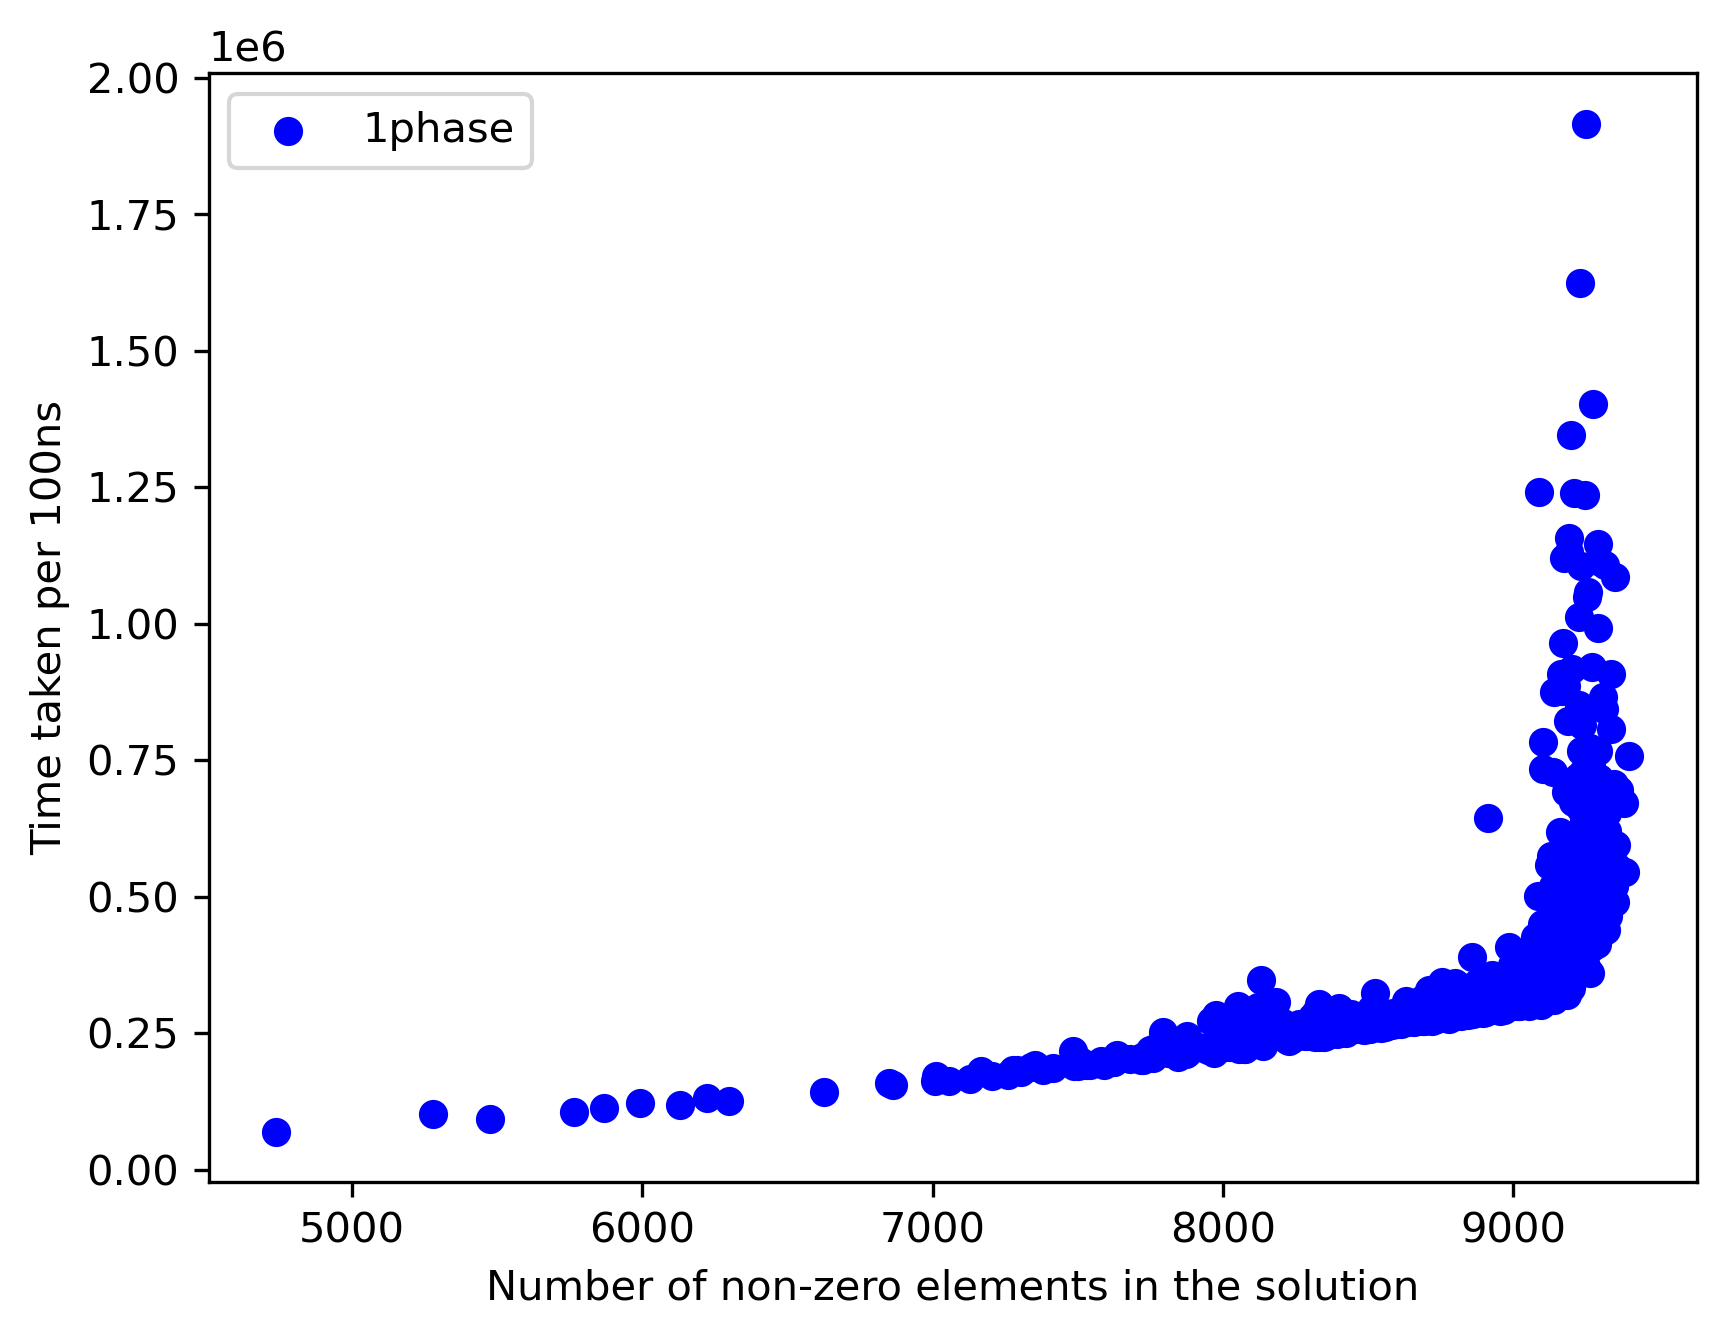 1e6
2.00
1phase
1.75
1.50
1.25
1.00
0.75
0.50
0.25
0.00
Time taken per 100ns
5000 6000 7000 8000 9000
Number of non-zero elements in the solution